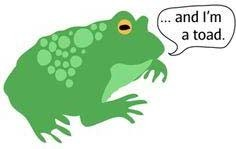 ... and I'm
a toad.